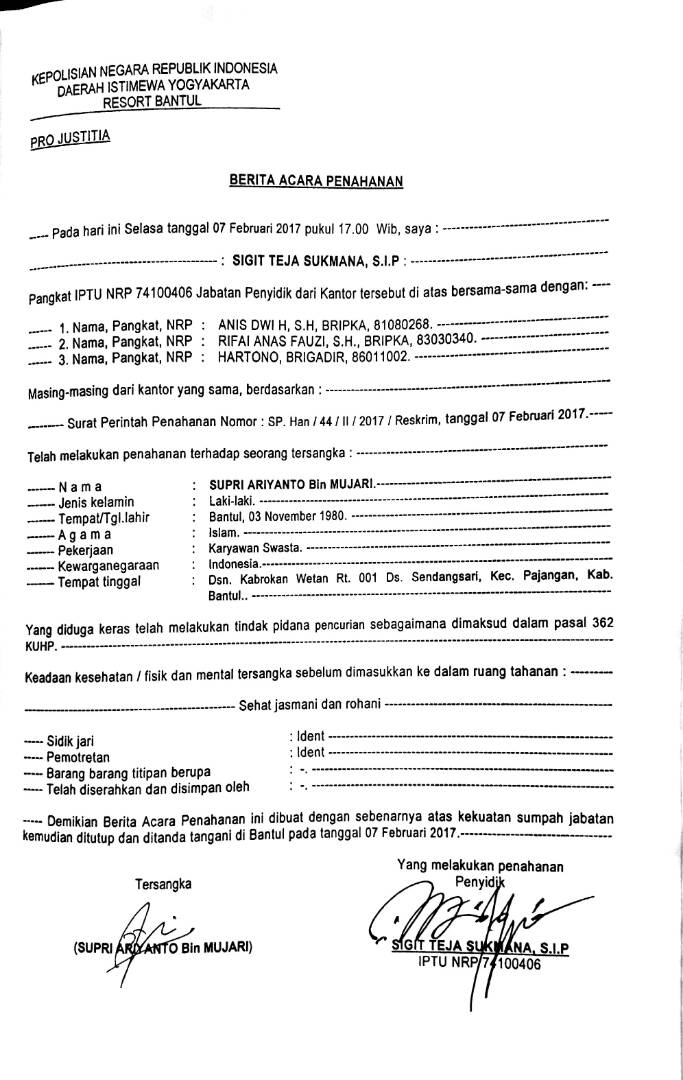 KEPOLISIAN NEGARA REPUBLIK INDONESIA
DAERAH ISTIMEWA YOGYAKARTA
RESORT BANTUL
PRO JUSTITIA
BERITA ACARA PENAHANAN
---- Pada hari ini Selasa tanggal 07 Februari 2017 pukul 17.00 Wib, saya : ----
---- : SIGIT TEJA SUKMANA, S.I.P : ----
Pangkat IPTU NRP 74100406 Jabatan Penyidik dari Kantor tersebut di atas bersama-sama dengan: ----
---- 1. Nama, Pangkat, NRP : ANIS DWI H, S.H, BRIPKA, 81080268. ----
---- 2. Nama, Pangkat, NRP : RIFAI ANAS FAUZI, S.H., BRIPKA, 83030340. ----
---- 3. Nama, Pangkat, NRP : HARTONO, BRIGADIR, 86011002. ----
Masing-masing dari kantor yang sama, berdasarkan : ----
---- Surat Perintah Penahanan Nomor : SP. Han / 44 / II / 2017 / Reskrim, tanggal 07 Februari 2017.----
Telah melakukan penahanan terhadap seorang tersangka : ----
---- N a m a : SUPRI ARIYANTO Bin MUJARI.----
---- Jenis kelamin : Laki-laki. ----
---- Tempat/Tgl.lahir : Bantul, 03 November 1980. ----
---- A g a m a : Islam. ----
---- Pekerjaan : Karyawan Swasta. ----
---- Kewarganegaraan : Indonesia.----
---- Tempat tinggal : Dsn. Kabrokan Wetan Rt. 001 Ds. Sendangsari, Kec. Pajangan, Kab.
Bantul.. ----
Yang diduga keras telah melakukan tindak pidana pencurian sebagaimana dimaksud dalam pasal 362
KUHP. ----
Keadaan kesehatan / fisik dan mental tersangka sebelum dimasukkan ke dalam ruang tahanan : ----
---- Sehat jasmani dan rohani ----
---- Sidik jari : Ident ----
---- Pemotretan : Ident ----
---- Barang barang titipan berupa : -. ----
---- Telah diserahkan dan disimpan oleh : -. ----
---- Demikian Berita Acara Penahanan ini dibuat dengan sebenarnya atas kekuatan sumpah jabatan
kemudian ditutup dan ditanda tangani di Bantul pada tanggal 07 Februari 2017.----
Yang melakukan penahanan
Tersangka Penyidik
(SUPRI ARIYANTO Bin MUJARI) SIGIT TEJA SUKMANA, S.I.P
IPTU NRP 74100406